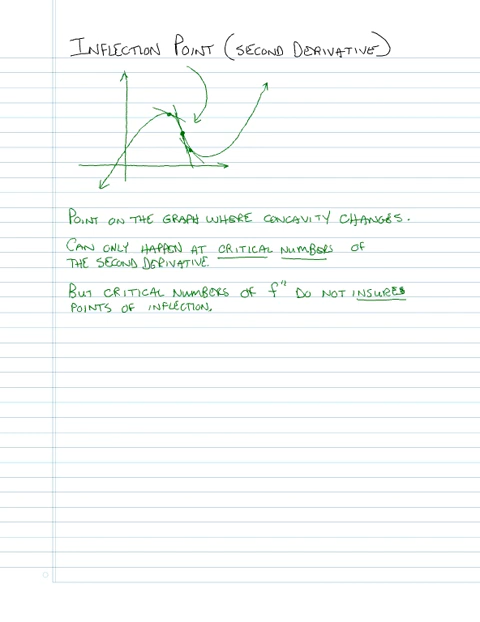 INFLECTION POINT (SECOND DERIVATIVE)
POINT ON THE GRAPH WHERE CONCAVITY CHANGES.
CAN ONLY HAPPEN AT CRITICAL NUMBERS OF
THE SECOND DERIVATIVE.
BUT CRITICAL NUMBERS OF f" DO NOT INSURES
POINTS OF INFLECTION.